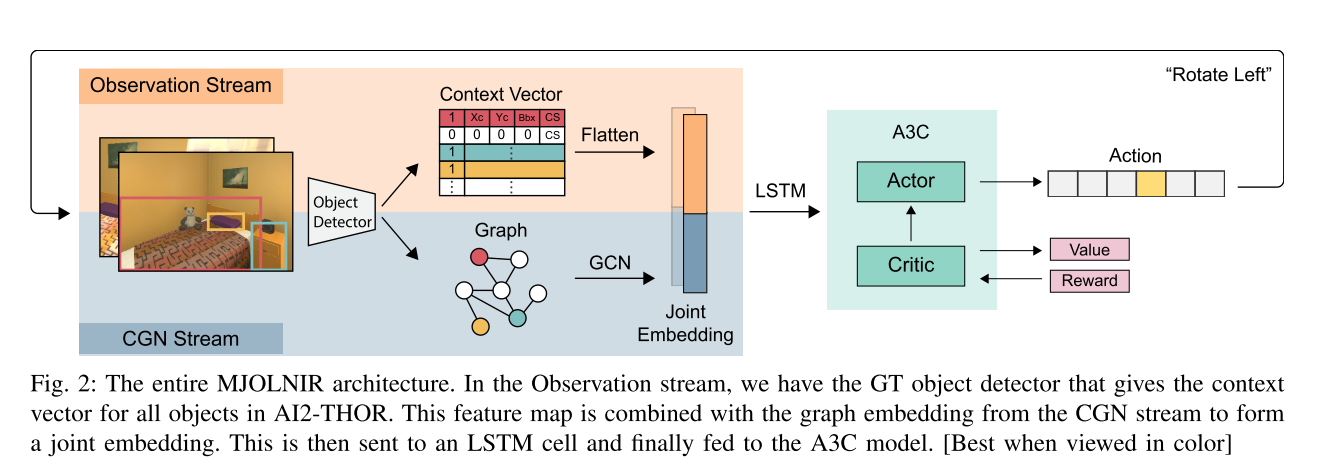 "Rotate Left"
Observation Stream
Context Vector
1 Xc Yc Bbx CS
0 0 0 0 CS
1 ⋮
1
⋮ ⋮
Flatten
Object
Detector
Graph
GCN
CGN Stream
Joint
Embedding
LSTM
A3C
Actor
Critic
Action
Value
Reward
Fig. 2: The entire MJOLNIR architecture. In the Observation stream, we have the GT object detector that gives the context
vector for all objects in AI2-THOR. This feature map is combined with the graph embedding from the CGN stream to form
a joint embedding. This is then sent to an LSTM cell and finally fed to the A3C model. [Best when viewed in color]